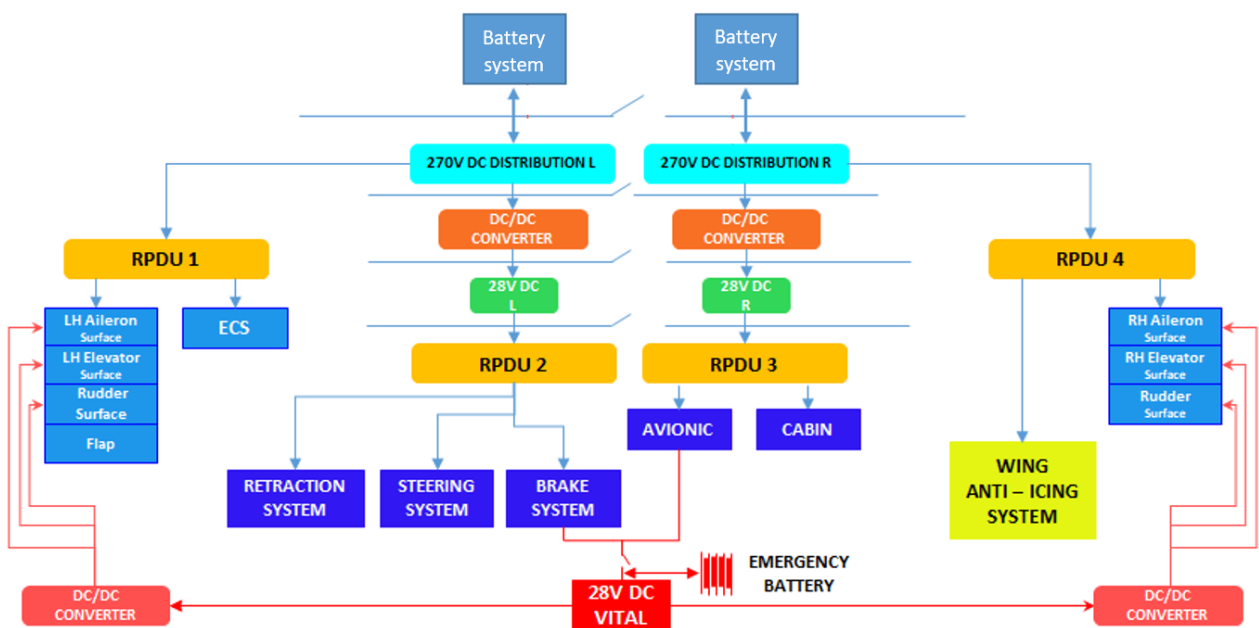 Battery
system
Battery
system
270V DC DISTRIBUTION L
270V DC DISTRIBUTION R
DC/DC
CONVERTER
DC/DC
CONVERTER
RPDU 1
RPDU 4
28V DC
L
28V DC
R
LH Aileron
Surface
LH Elevator
Surface
Rudder
Surface
Flap
ECS
RPDU 2
RPDU 3
RH Aileron
Surface
RH Elevator
Surface
Rudder
Surface
AVIONIC
CABIN
RETRACTION
SYSTEM
STEERING
SYSTEM
BRAKE
SYSTEM
WING
ANTI – ICING
SYSTEM
EMERGENCY
BATTERY
DC/DC
CONVERTER
28V DC
VITAL
DC/DC
CONVERTER